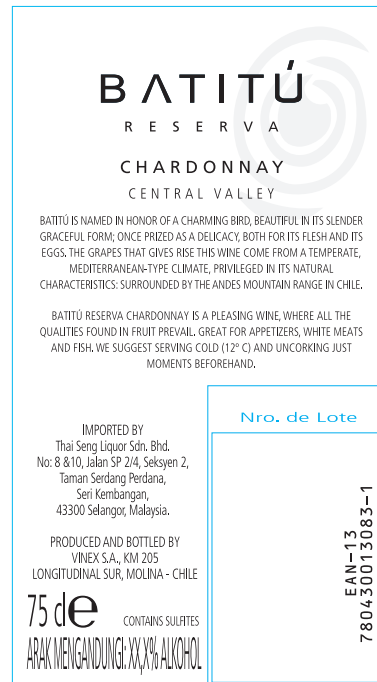 BATITÚ
RESERVA
CHARDONNAY
CENTRAL VALLEY
BATITÚ IS NAMED IN HONOR OF A CHARMING BIRD, BEAUTIFUL IN ITS SLENDER
GRACEFUL FORM; ONCE PRIZED AS A DELICACY, BOTH FOR ITS FLESH AND ITS
EGGS. THE GRAPES THAT GIVES RISE THIS WINE COME FROM A TEMPERATE,
MEDITERRANEAN-TYPE CLIMATE, PRIVILEGED IN ITS NATURAL
CHARACTERISTICS: SURROUNDED BY THE ANDES MOUNTAIN RANGE IN CHILE.
BATITÚ RESERVA CHARDONNAY IS A PLEASING WINE, WHERE ALL THE
QUALITIES FOUND IN FRUIT PREVAIL. GREAT FOR APPETIZERS, WHITE MEATS
AND FISH. WE SUGGEST SERVING COLD (12° C) AND UNCORKING JUST
MOMENTS BEFOREHAND.
IMPORTED BY
Thai Seng Liquor Sdn. Bhd.
No: 8 &10, Jalan SP 2/4, Seksyen 2,
Taman Serdang Perdana,
Seri Kembangan,
43300 Selangor, Malaysia.
PRODUCED AND BOTTLED BY
VINEX S.A., KM 205
LONGITUDINAL SUR, MOLINA - CHILE
75 de CONTAINS SULFITES
ARAK MENGANDUNGI: XX,X% ALKOHOL
Nro. de Lote
EAN-13
780430013083-1